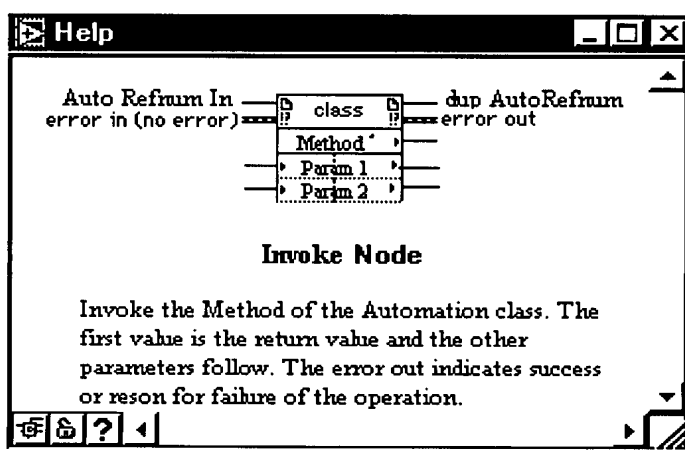 Help
Auto Refnum In
class
dup AutoRefnum
error in (no error)
error out
Method
Param 1
Param 2
Invoke Node
Invoke the Method of the Automation class. The
first value is the return value and the other
parameters follow. The error out indicates success
or reson for failure of the operation.
?